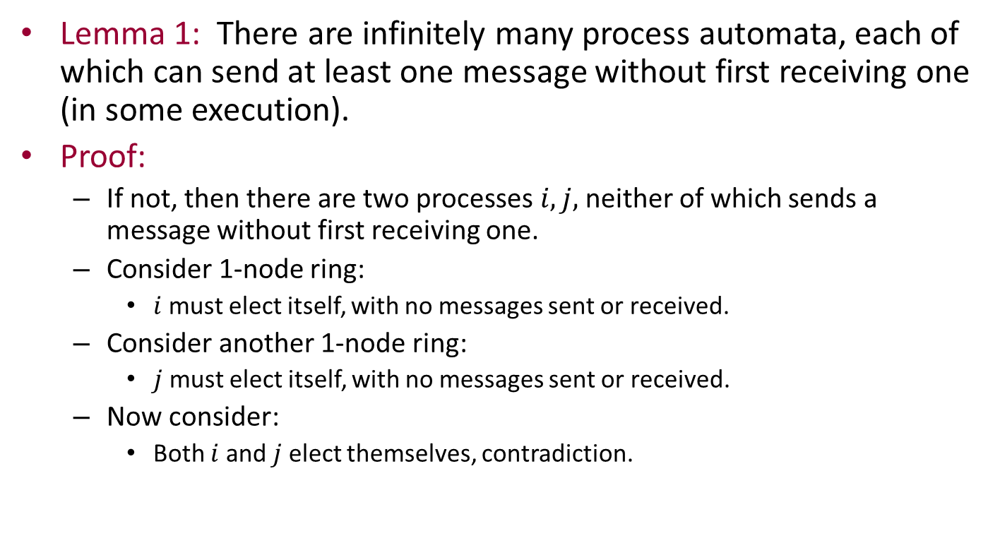 • Lemma 1: There are infinitely many process automata, each of
which can send at least one message without first receiving one
(in some execution).
• Proof:
– If not, then there are two processes i, j, neither of which sends a
message without first receiving one.
– Consider 1-node ring:
• i must elect itself, with no messages sent or received.
– Consider another 1-node ring:
• j must elect itself, with no messages sent or received.
– Now consider:
• Both i and j elect themselves, contradiction.